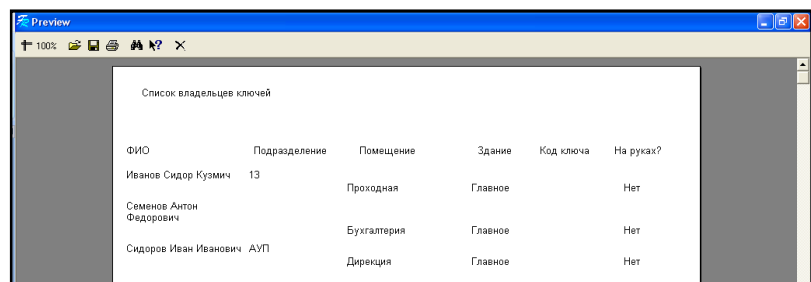 Preview
100%
Список владельцев ключей
ФИО Подразделение Помещение Здание Код ключа На руках?
Иванов Сидор Кузмич 13
Проходная Главное Нет
Семенов Антон
Федорович
Бухгалтерия Главное Нет
Сидоров Иван Иванович АУП
Дирекция Главное Нет